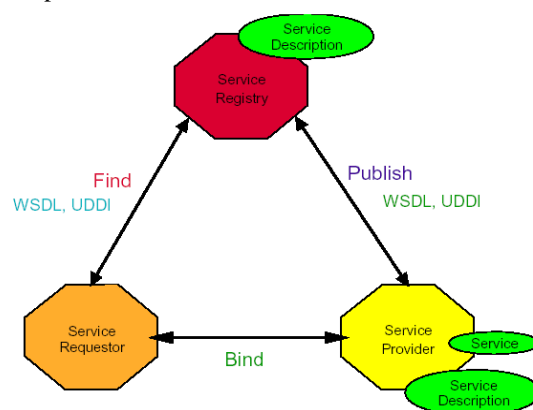 Service
Description
Service
Registry
Find
WSDL, UDDI
Publish
WSDL, UDDI
Service
Requestor
Bind
Service
Provider
Service
Service
Description